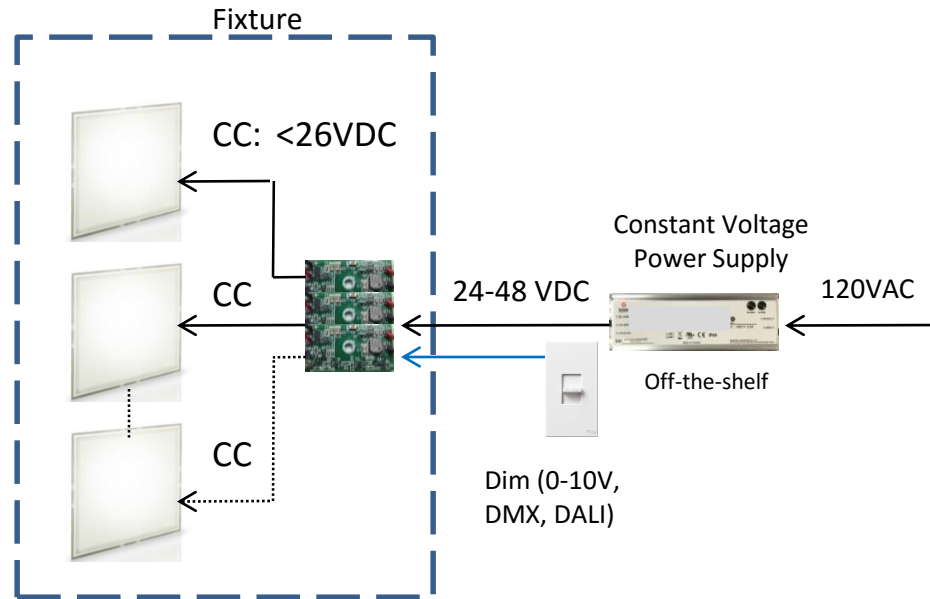 Fixture
CC: <26VDC
Constant Voltage
Power Supply
CC
24-48 VDC
120VAC
Off-the-shelf
CC
Dim (0-10V,
DMX, DALI)